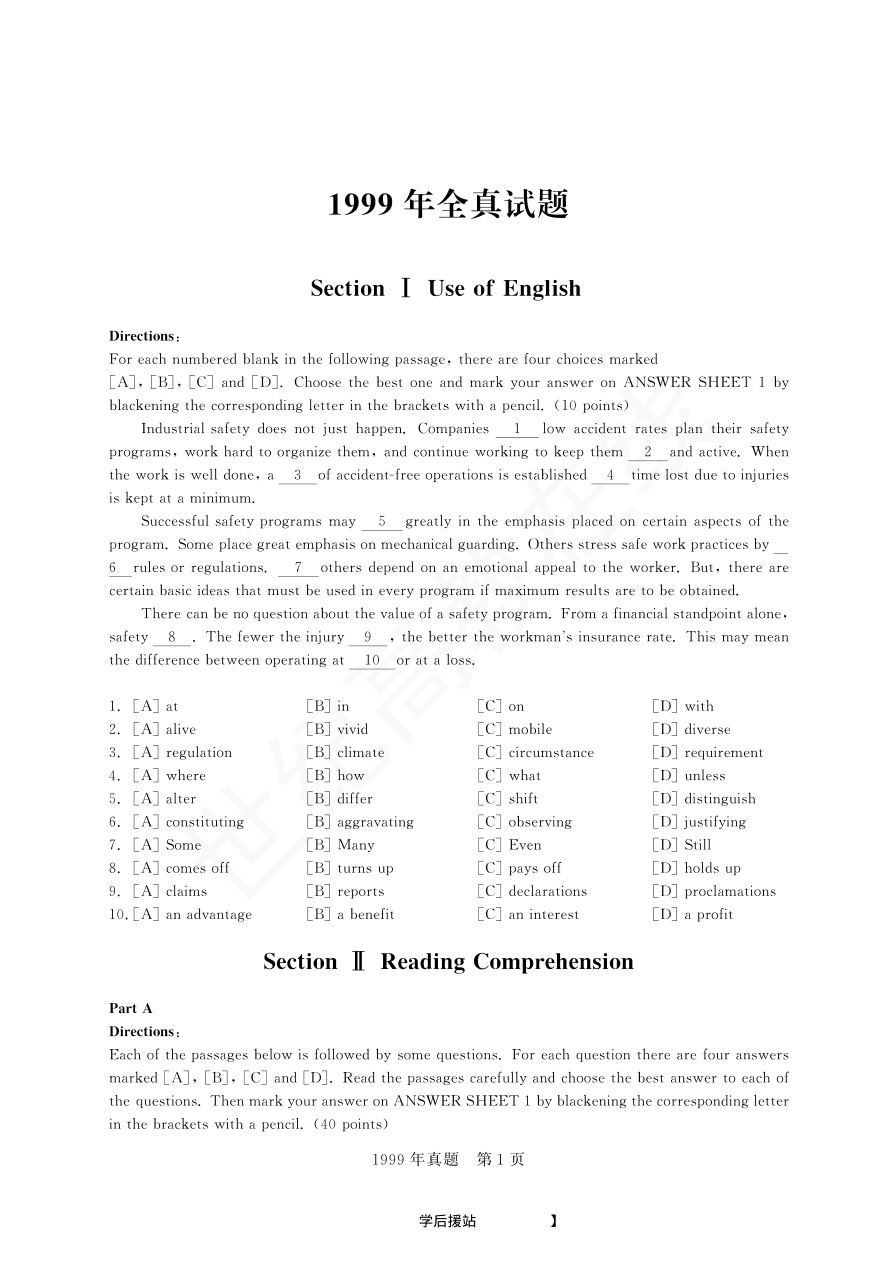 1999 年全真试题
Section Ⅰ Use of English
Directions:
For each numbered blank in the following passage, there are four choices marked
[A], [B], [C] and [D]. Choose the best one and mark your answer on ANSWER SHEET 1 by
blackening the corresponding letter in the brackets with a pencil. (10 points)
Industrial safety does not just happen. Companies 1 low accident rates plan their safety
programs, work hard to organize them, and continue working to keep them 2 and active. When
the work is well done, a 3 of accident-free operations is established 4 time lost due to injuries
is kept at a minimum.
Successful safety programs may 5 greatly in the emphasis placed on certain aspects of the
program. Some place great emphasis on mechanical guarding. Others stress safe work practices by
6 rules or regulations. 7 others depend on an emotional appeal to the worker. But, there are
certain basic ideas that must be used in every program if maximum results are to be obtained.
There can be no question about the value of a safety program. From a financial standpoint alone,
safety 8 . The fewer the injury 9 , the better the workman's insurance rate. This may mean
the difference between operating at 10 or at a loss.
1. [A] at [B] in [C] on [D] with
2. [A] alive [B] vivid [C] mobile [D] diverse
3. [A] regulation [B] climate [C] circumstance [D] requirement
4. [A] where [B] how [C] what [D] unless
5. [A] alter [B] differ [C] shift [D] distinguish
6. [A] constituting [B] aggravating [C] observing [D] justifying
7. [A] Some [B] Many [C] Even [D] Still
8. [A] comes off [B] turns up [C] pays off [D] holds up
9. [A] claims [B] reports [C] declarations [D] proclamations
10. [A] an advantage [B] a benefit [C] an interest [D] a profit
Section Ⅱ Reading Comprehension
Part A
Directions:
Each of the passages below is followed by some questions. For each question there are four answers
marked [A], [B], [C] and [D]. Read the passages carefully and choose the best answer to each of
the questions. Then mark your answer on ANSWER SHEET 1 by blackening the corresponding letter
in the brackets with a pencil. (40 points)
1999 年真题 第 1 页
学后援站 】